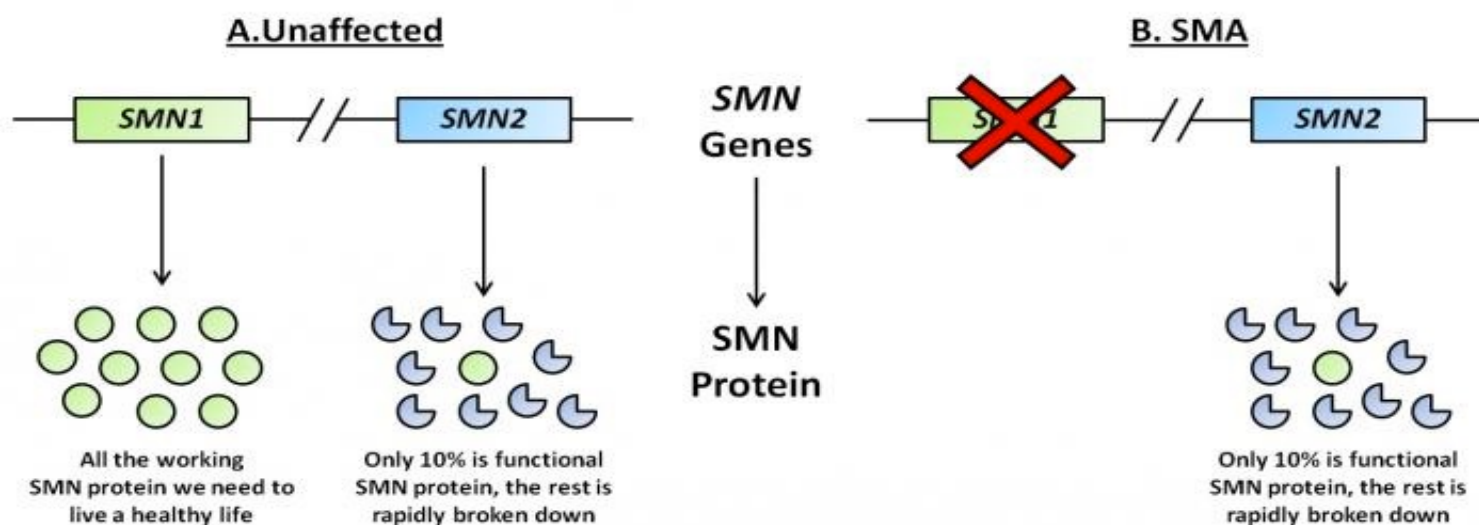 A.Unaffected
B. SMA
SMN1
SMN2
SMN
Genes
SMN2
SMN
Protein
All the working
SMN protein we need to
live a healthy life
Only 10% is functional
SMN protein, the rest is
rapidly broken down
Only 10% is functional
SMN protein, the rest is
rapidly broken down